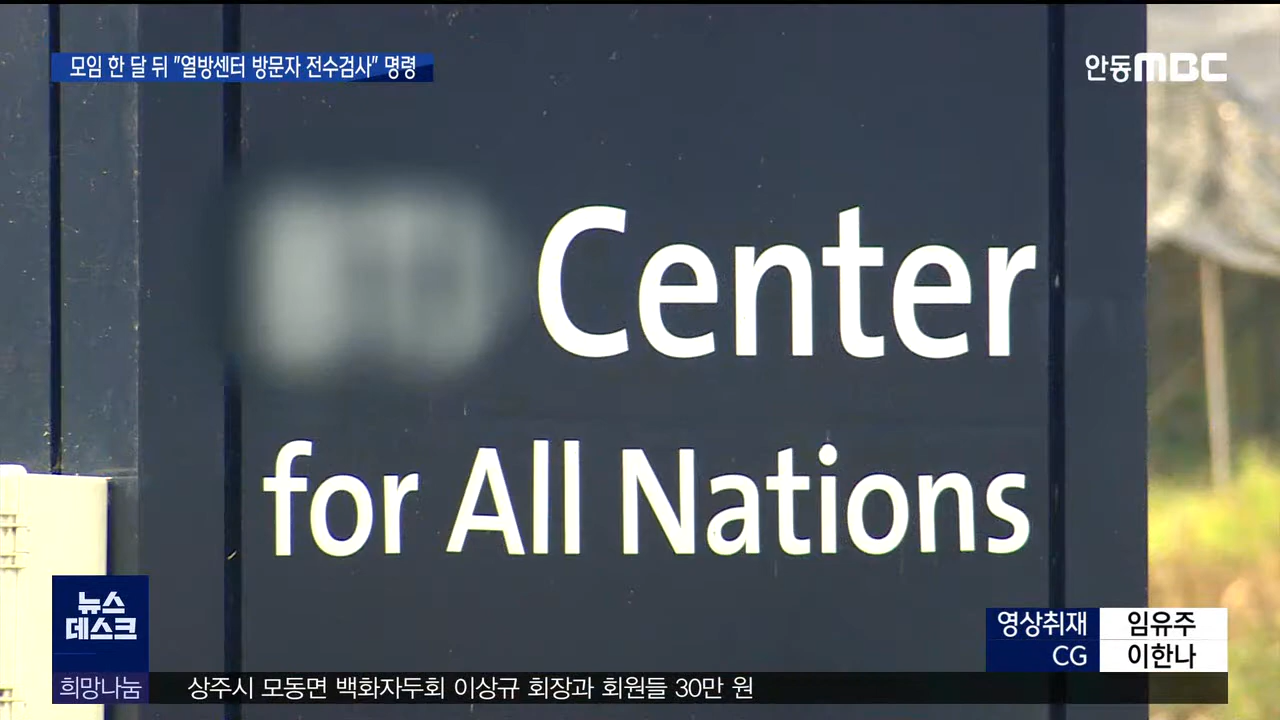 모임 한 달 뒤 "열방센터 방문자 전수검사" 명령
안동MBC
Center
for All Nations
뉴스
데스크
영상취재 임유주
CG 이한나
희망나눔 상주시 모동면 백화자두회 이상규 회장과 회원들 30만 원